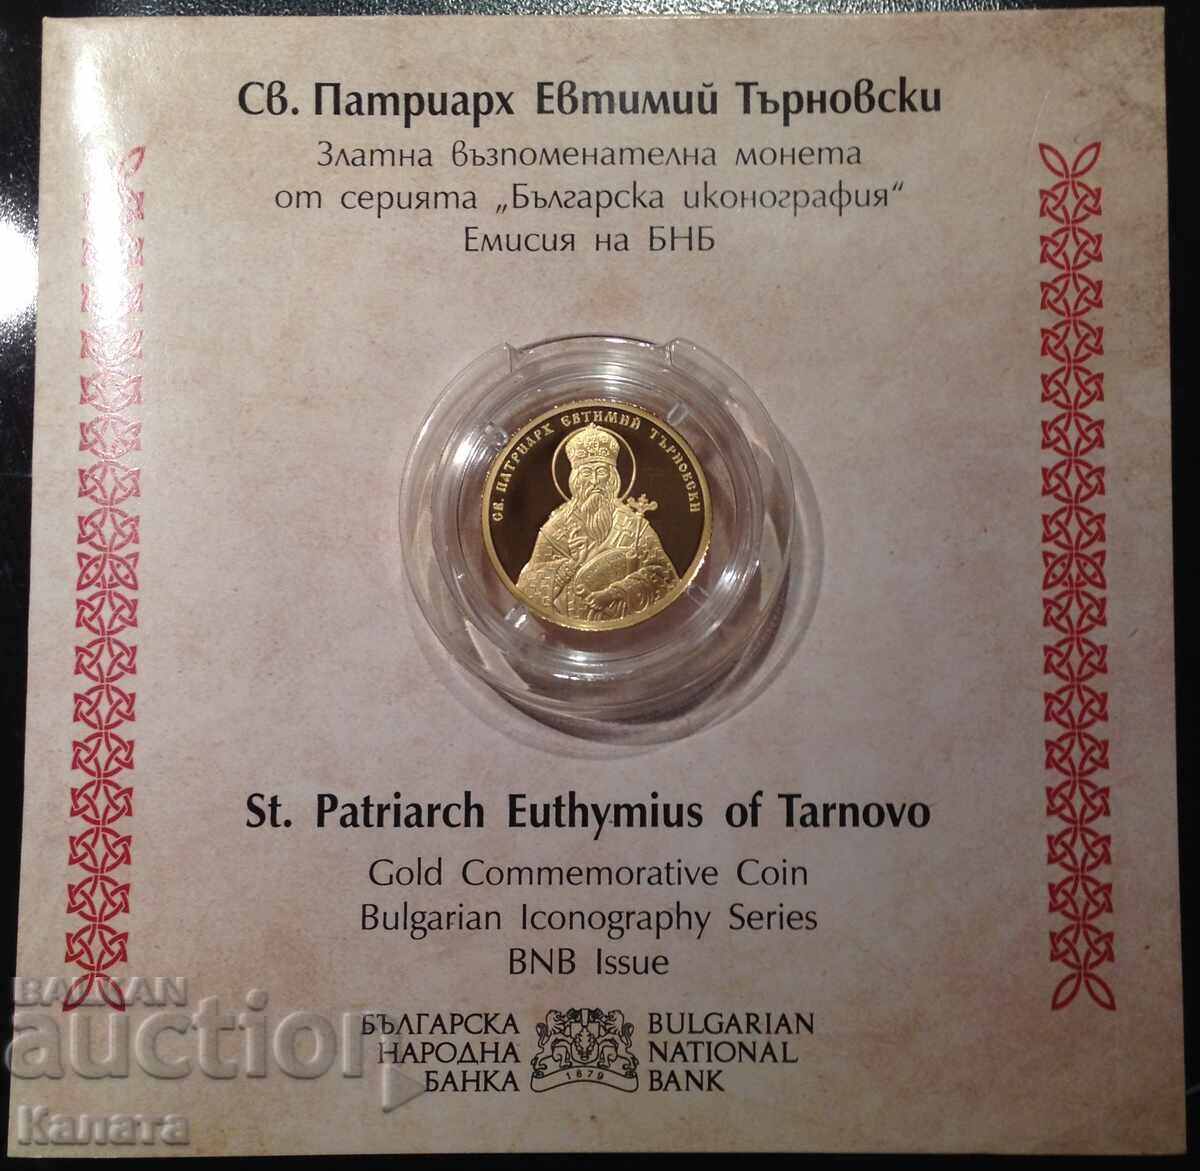 Св. Патриарх Евтимий Търновски
Златна възпоменателна монета
от серията „Българска иконография“
Емисия на БНБ
СВ. ПАТРИАРХ ЕВТИМИЙ ТЪРНОВСКИ
St. Patriarch Euthymius of Tarnovo
Gold Commemorative Coin
Bulgarian Iconography Series
BNB Issue
БЪЛГАРСКА
НАРОДНА
БАНКА
1879
BULGARIAN
NATIONAL
BANK
BALKAN
auction
Калата